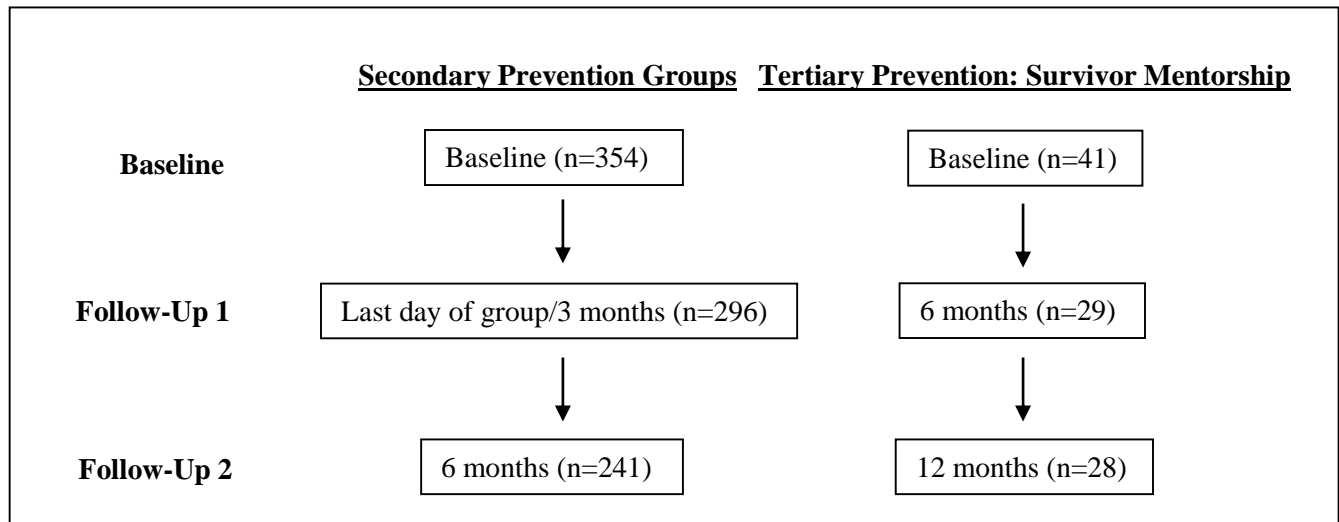 Secondary Prevention Groups Tertiary Prevention: Survivor Mentorship
Baseline Baseline (n=354) Baseline (n=41)
Follow-Up 1 Last day of group/3 months (n=296) 6 months (n=29)
Follow-Up 2 6 months (n=241) 12 months (n=28)